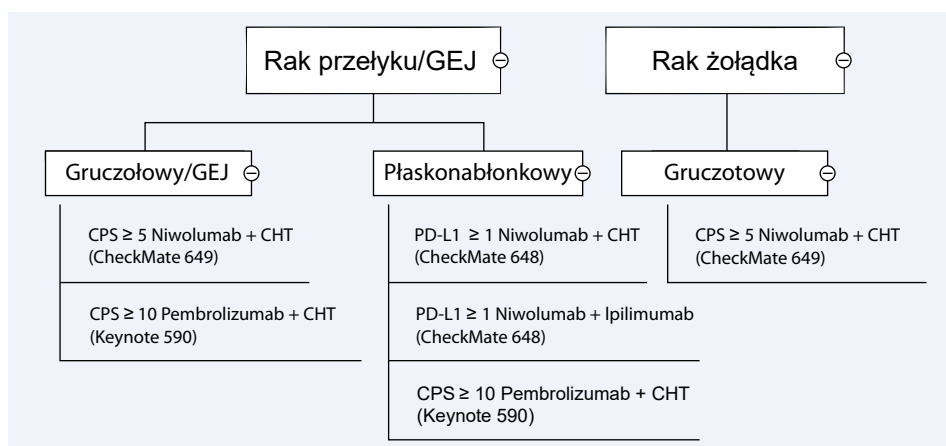 Rak przełyku/GEJ
Rak żołądka
Gruczołowy/GEJ
Płaskonabłonkowy
Gruczotowy
CPS ≥ 5 Niwolumab + CHT
(CheckMate 649)
CPS ≥ 10 Pembrolizumab + CHT
(Keynote 590)
PD-L1 ≥ 1 Niwolumab + CHT
(CheckMate 648)
PD-L1 ≥ 1 Niwolumab + Ipilimumab
(CheckMate 648)
CPS ≥ 10 Pembrolizumab + CHT
(Keynote 590)
CPS ≥ 5 Niwolumab + CHT
(CheckMate 649)